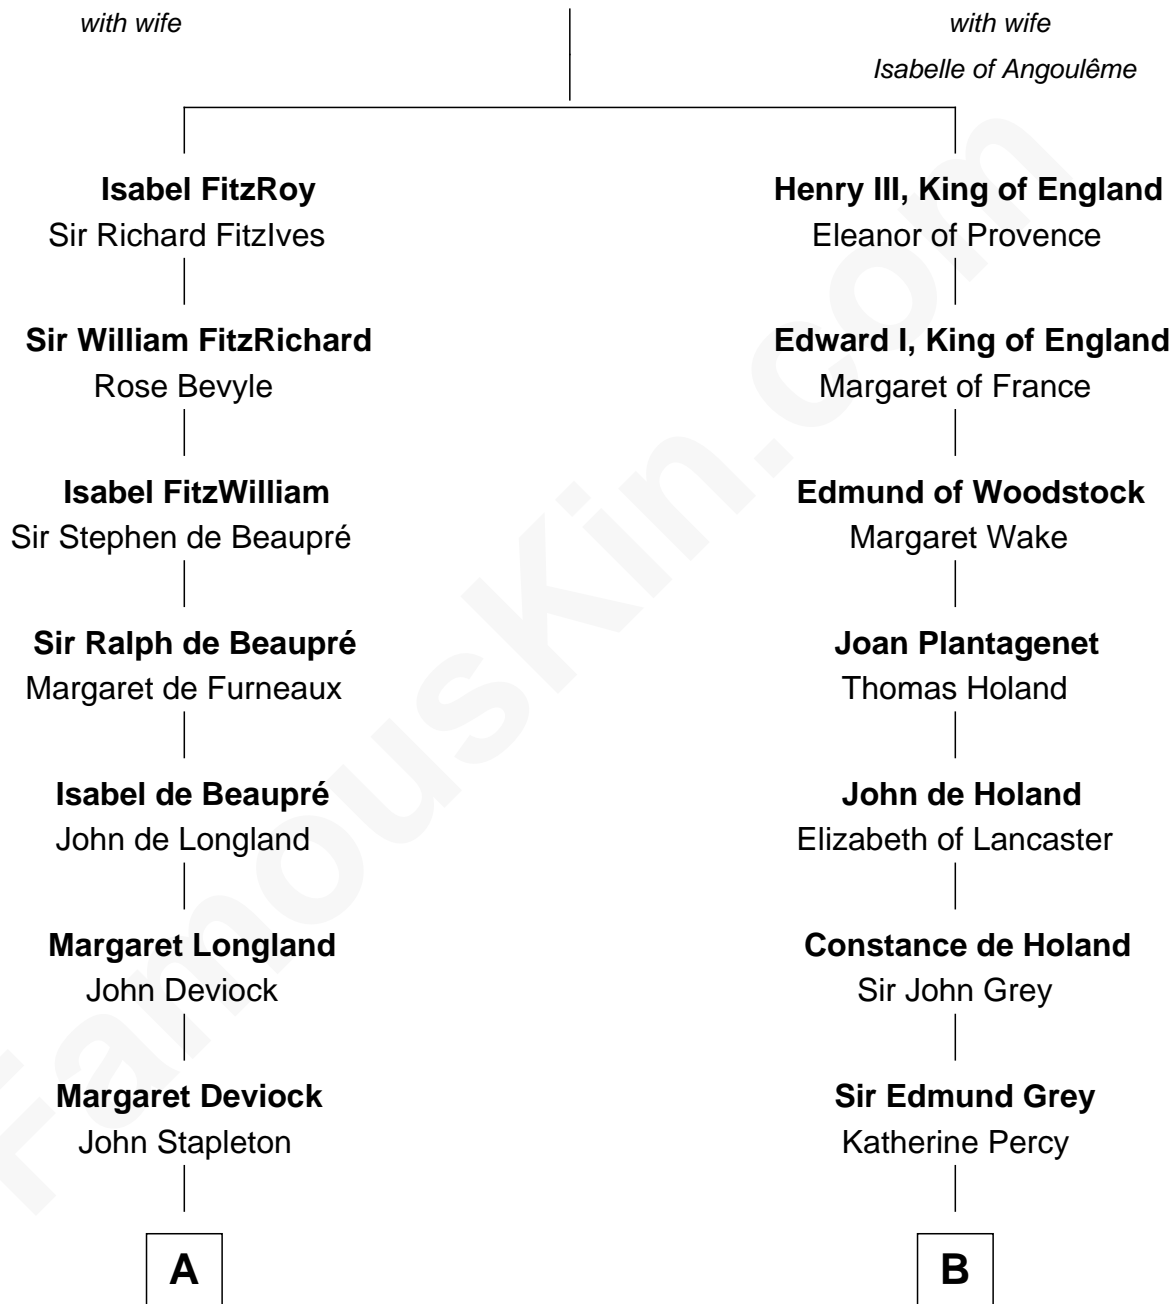 with wife
with wife
Isabelle of Angoulême
Isabel FitzRoy
Sir Richard FitzIves
Henry III, King of England
Eleanor of Provence
Sir William FitzRichard
Rose Bevyle
Edward I, King of England
Margaret of France
Isabel FitzWilliam
Sir Stephen de Beaupré
Edmund of Woodstock
Margaret Wake
Sir Ralph de Beaupré
Margaret de Furneaux
Joan Plantagenet
Thomas Holand
Isabel de Beaupré
John de Longland
John de Holand
Elizabeth of Lancaster
Margaret Longland
John Deviock
Constance de Holand
Sir John Grey
Margaret Deviock
John Stapleton
Sir Edmund Grey
Katherine Percy
A
B
FamousKin.com